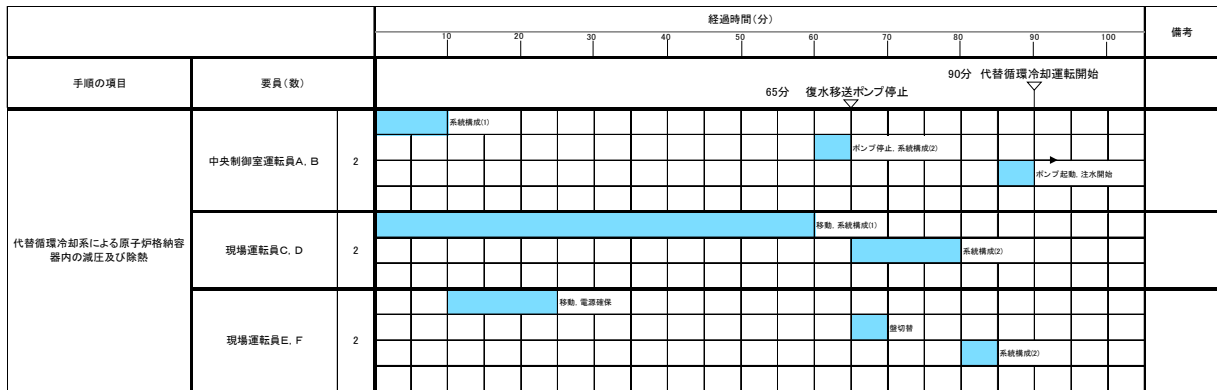 経過時間(分)
備考
10 20 30 40 50 60 70 80 90 100
手順の項目
要員(数)
90分 代替循環冷却運転開始
65分 復水移送ポンプ停止
代替循環冷却系による原子炉格納容
器内の減圧及び除熱
中央制御室運転員A, B
2
系統構成(1)
ポンプ停止, 系統構成(2)
ポンプ起動, 注水開始
現場運転員C, D
2
移動, 系統構成(1)
系統構成(2)
現場運転員E, F
2
移動, 電源確保
盤切替
系統構成(2)